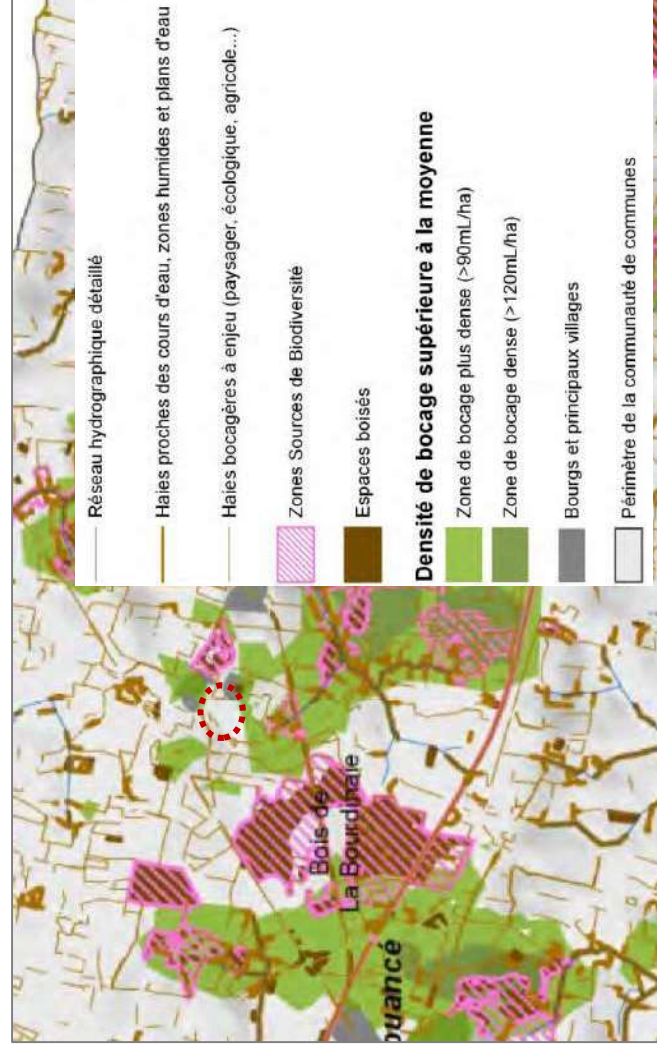 Réseau hydrographique détaillé
Haies proches des cours d'eau, zones humides et plans d'eau
Haies bocagères à enjeu (paysager, écologique, agricole...)
Zones Sources de Biodiversité
Espaces boisés
Densité de bocage supérieure à la moyenne
Zone de bocage plus dense (>90mL/ha)
Zone de bocage dense (>120mL/ha)
Bourgs et principaux villages
Périmètre de la communauté de communes
Bois de
La Bourdinale
ouancé